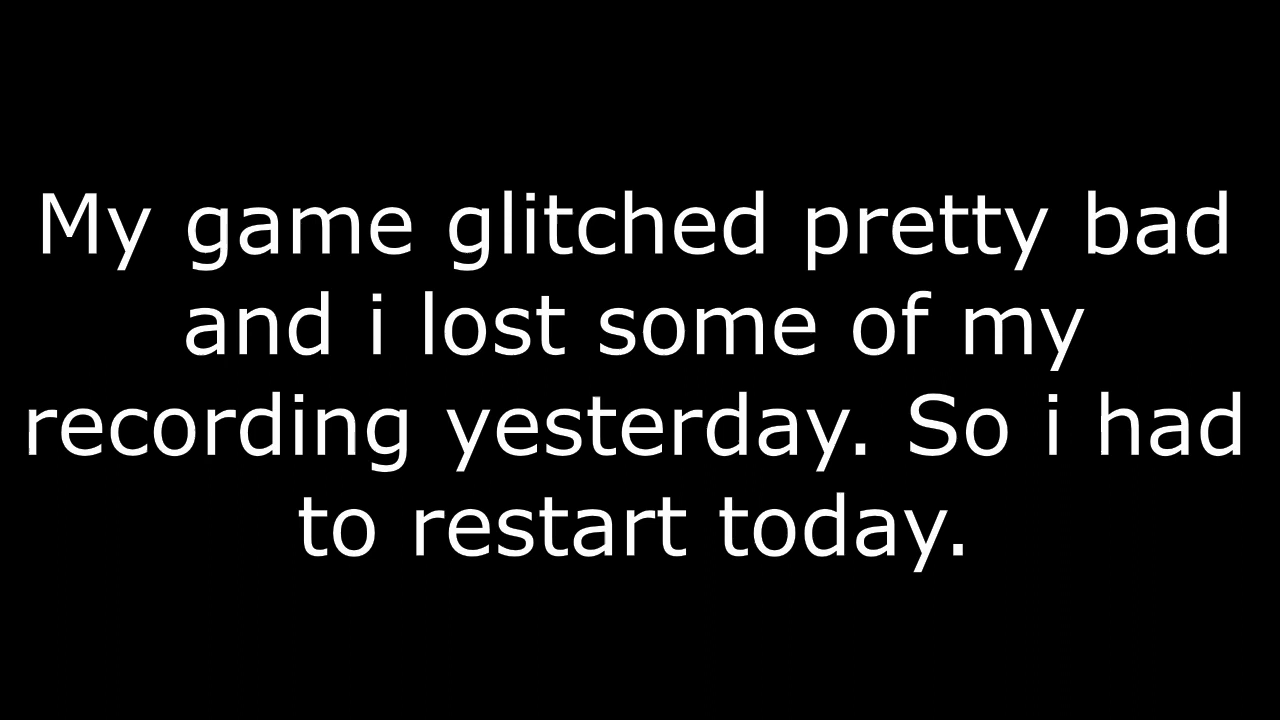 My game glitched pretty bad
and i lost some of my
recording yesterday. So i had
to restart today.